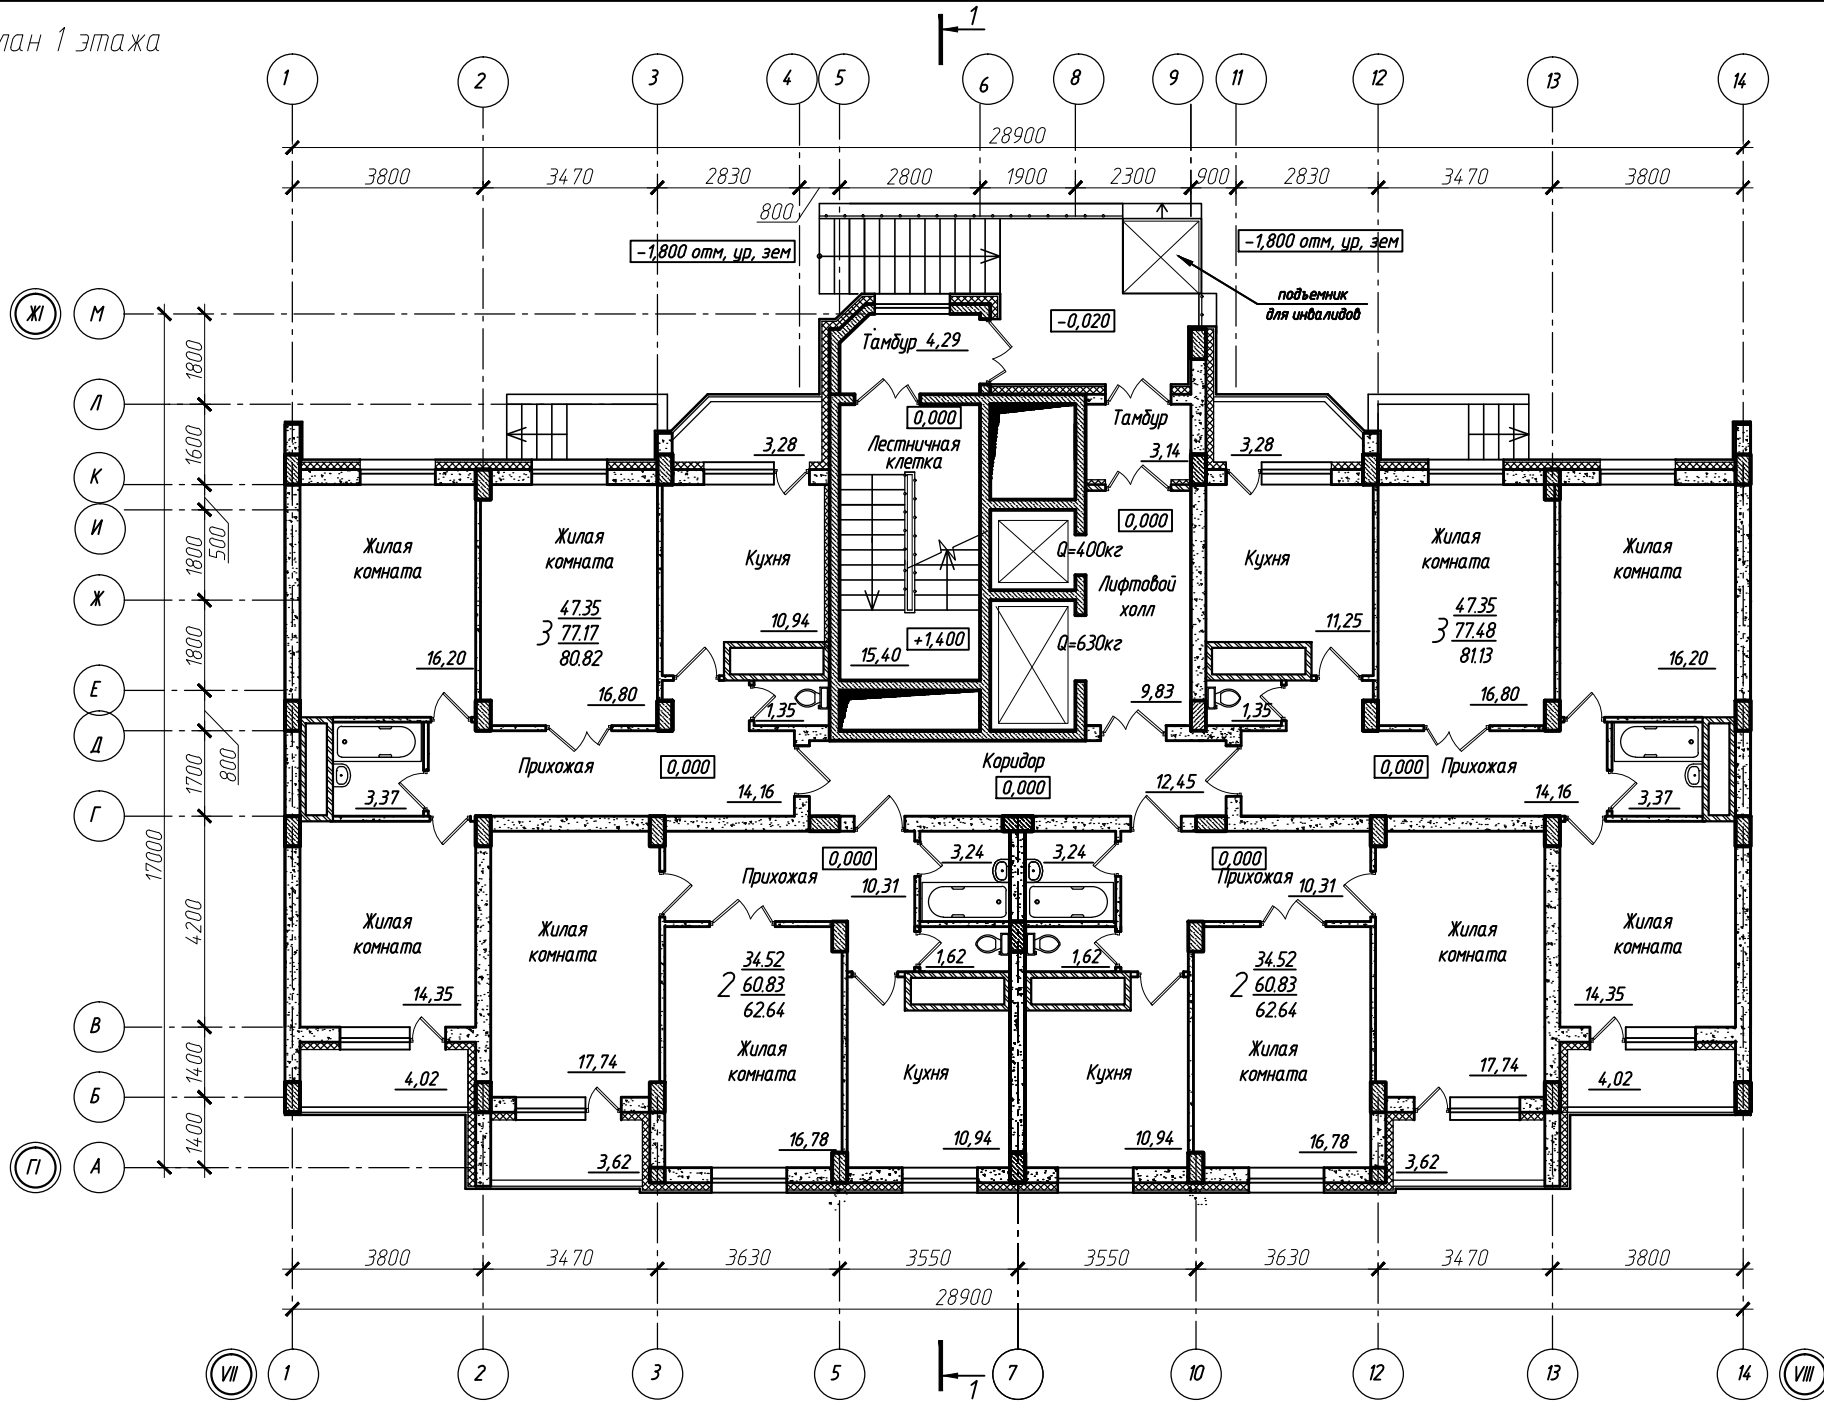 1
лан 1 этажа
1 2 3 4 5 6 8 9 11 12 13 14
28900
3800 3470 2830 2800 1900 2300 900 2830 3470 3800
800
-1,800 отм, ур, зем
-1,800 отм, ур, зем
подъемник
для инвалидов
ЖІ М
-0,020
Тамбур 4,29
1800
Л
0,000
Тамбур
1600
3,28
Лестничная
клетка
3,14
3,28
К
И
500
0,000
Жилая
комната
Жилая
комната
Кухня
Q=400кг
Кухня
Жилая
комната
Жилая
комната
1800
Ж
Лифтовой
холл
3
47.35
77.17
80.82
10,94
+1,400
Q=630кг
11,25
3
47.35
77.48
81.13
1800
16,20
16,80
15,40
9,83
16,80
16,20
Е
1,35
1,35
Д
800
1700
Прихожая
0,000
Коридор
0,000
0,000
Прихожая
3,37
14,16
12,45
14,16
3,37
Г
17000
0,000
3,24
3,24
0,000
Прихожая
10,31
Прихожая
10,31
4200
Жилая
комната
Жилая
комната
Жилая
комната
Жилая
комната
2
34.52
60.83
62.64
1,62
1,62
2
34.52
60.83
62.64
14,35
14,35
В
Жилая
комната
Кухня
Кухня
Жилая
комната
1400
4,02
17,74
17,74
4,02
Б
1400
16,78
10,94
10,94
16,78
ГІ А
3,62
3,62
3800 3470 3630 3550 3550 3630 3470 3800
28900
VII 1 2 3 5 7 10 12 13 14 VIII
1